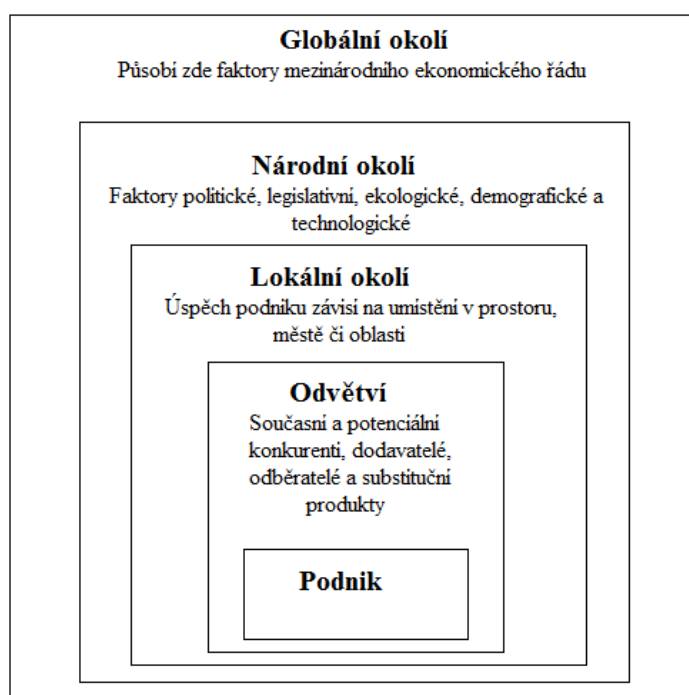 Globální okolí
Působí zde faktory mezinárodního ekonomického řádu
Národní okolí
Faktory politické, legislativní, ekologické, demografické a
technologické
Lokální okolí
Úspěch podniku závisí na umístění v prostoru,
městě či oblasti
Odvětví
Současní a potenciální
konkurenti, dodavatelé,
odběratelé a substituční
produkty
Podnik